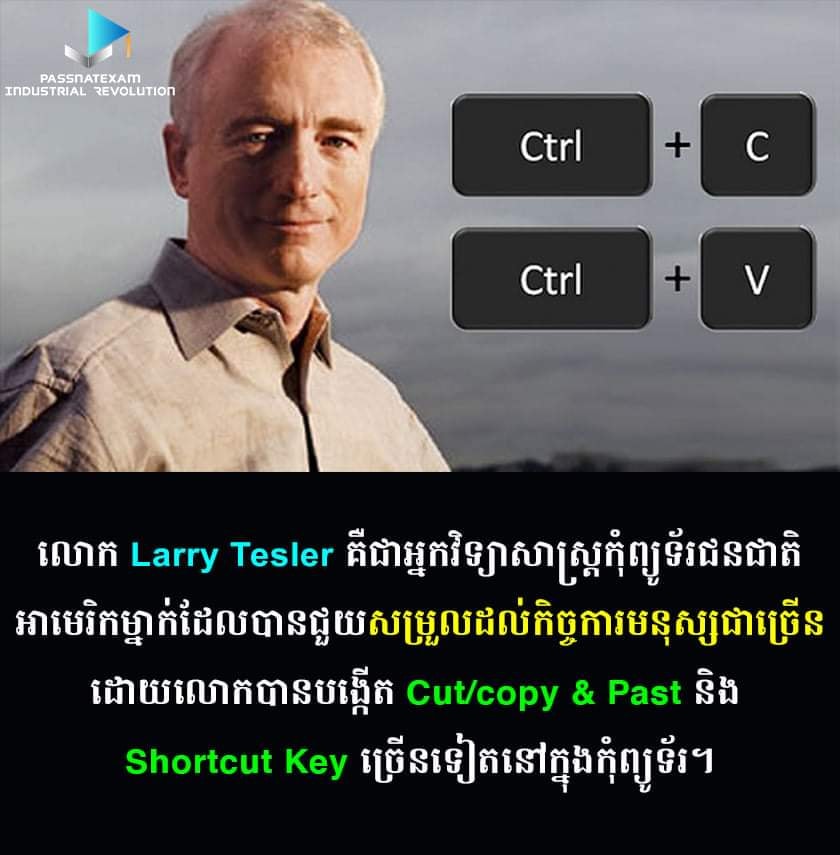 PASSNATEXAM
INDUSTRIAL REVOLUTION
Ctrl + C
Ctrl + V
លោក Larry Tesler គឺជាអ្នកវិទ្យាសាស្ត្រកុំព្យូទ័រជនជាតិ
អាមេរិកម្នាក់ដែលបានជួយសម្រួលដល់កិច្ចការមនុស្សជាច្រើន
ដោយលោកបានបង្កើត Cut/copy & Past និង
Shortcut Key ច្រើនទៀតនៅក្នុងកុំព្យូទ័រ។